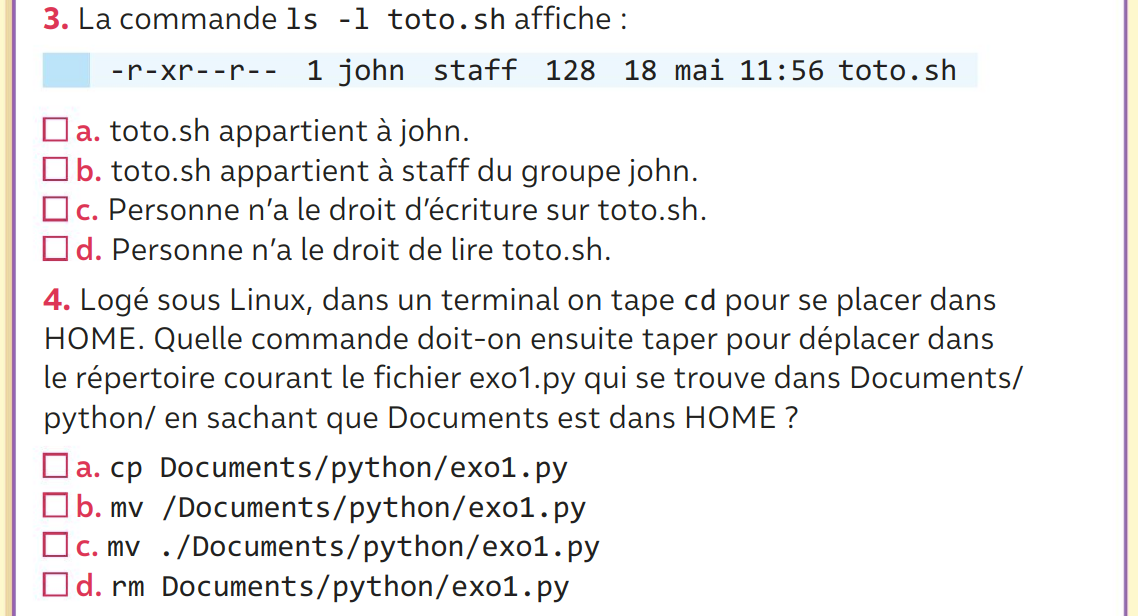 3. La commande ls -l toto.sh affiche :
-r-xr--r-- 1 john staff 128 18 mai 11:56 toto.sh
a. toto.sh appartient à john.
b. toto.sh appartient à staff du groupe john.
c. Personne n’a le droit d’écriture sur toto.sh.
d. Personne n’a le droit de lire toto.sh.
4. Logé sous Linux, dans un terminal on tape cd pour se placer dans
HOME. Quelle commande doit-on ensuite taper pour déplacer dans
le répertoire courant le fichier exo1.py qui se trouve dans Documents/
python/ en sachant que Documents est dans HOME ?
a. cp Documents/python/exo1.py
b. mv /Documents/python/exo1.py
c. mv ./Documents/python/exo1.py
d. rm Documents/python/exo1.py